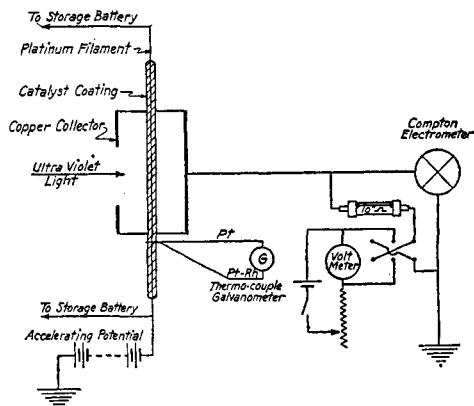 To Storage Battery
Platinum Filament
Catalyst Coating
Copper Collector
Ultra Violet
Light
Compton
Electrometer
Pt
G
Pt-Rh
Thermo-couple
Galvanometer
Volt
Meter
To Storage Battery
Accelerating Potential